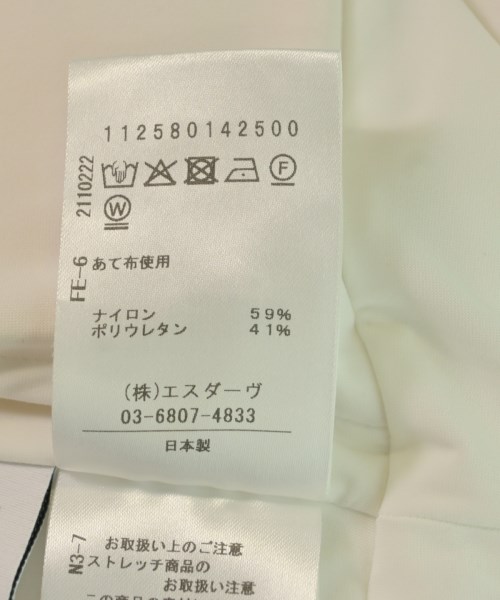 112580142500
2110222
F
W
FE-6
あて布使用
ナイロン 59%
ポリウレタン 41%
(株)エスダーヴ
03-6807-4833
日本製
N3-7
お取扱い上のご注意
ストレッチ商品の
お取扱い